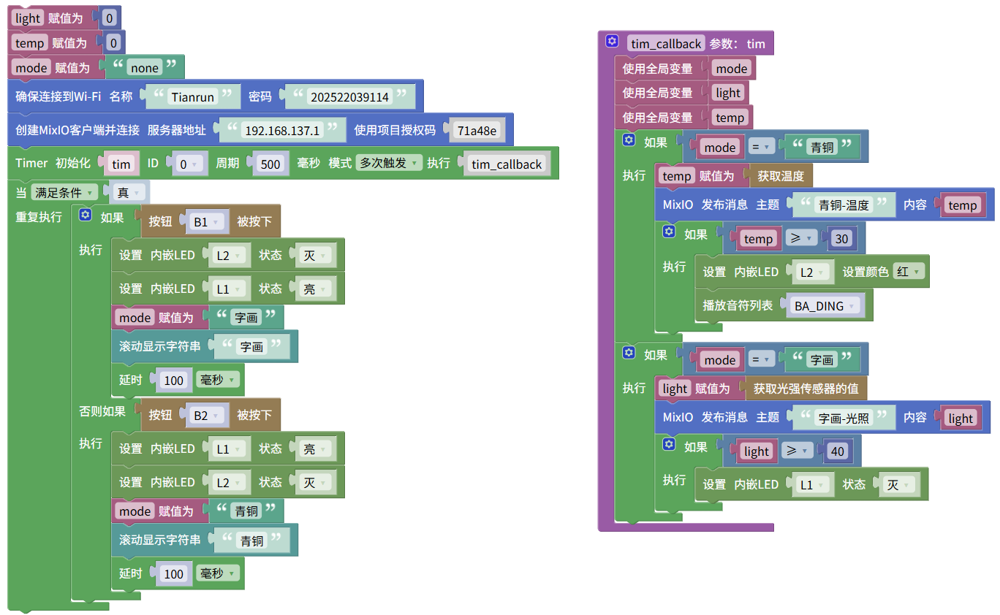 light 赋值为 0
temp 赋值为 0
mode 赋值为 “ none ”
确保连接到Wi-Fi 名称 “ Tianrun ” 密码 “ 202522039114 ”
创建MixIO客户端并连接 服务器地址 “ 192.168.137.1 ” 使用项目授权码 71a48e
Timer 初始化 tim ID 0 周期 500 毫秒 模式 多次触发 执行 tim_callback
当 满足条件 真
重复执行 如果 按钮 B1 被按下
执行 设置 内嵌LED L2 状态 灭
设置 内嵌LED L1 状态 亮
mode 赋值为 “ 字画 ”
滚动显示字符串 “ 字画 ”
延时 100 毫秒
否则如果 按钮 B2 被按下
执行 设置 内嵌LED L1 状态 亮
设置 内嵌LED L2 状态 灭
mode 赋值为 “ 青铜 ”
滚动显示字符串 “ 青铜 ”
延时 100 毫秒
tim_callback 参数: tim
使用全局变量 mode
使用全局变量 light
使用全局变量 temp
如果 mode = “ 青铜 ”
执行 temp 赋值为 获取温度
MixIO 发布消息 主题 “ 青铜-温度 ” 内容 temp
如果 temp ≥ 30
执行 设置 内嵌LED L2 设置颜色 红
播放音符列表 BA_DING
如果 mode = “ 字画 ”
执行 light 赋值为 获取光强传感器的值
MixIO 发布消息 主题 “ 字画-光照 ” 内容 light
如果 light ≥ 40
执行 设置 内嵌LED L1 状态 灭